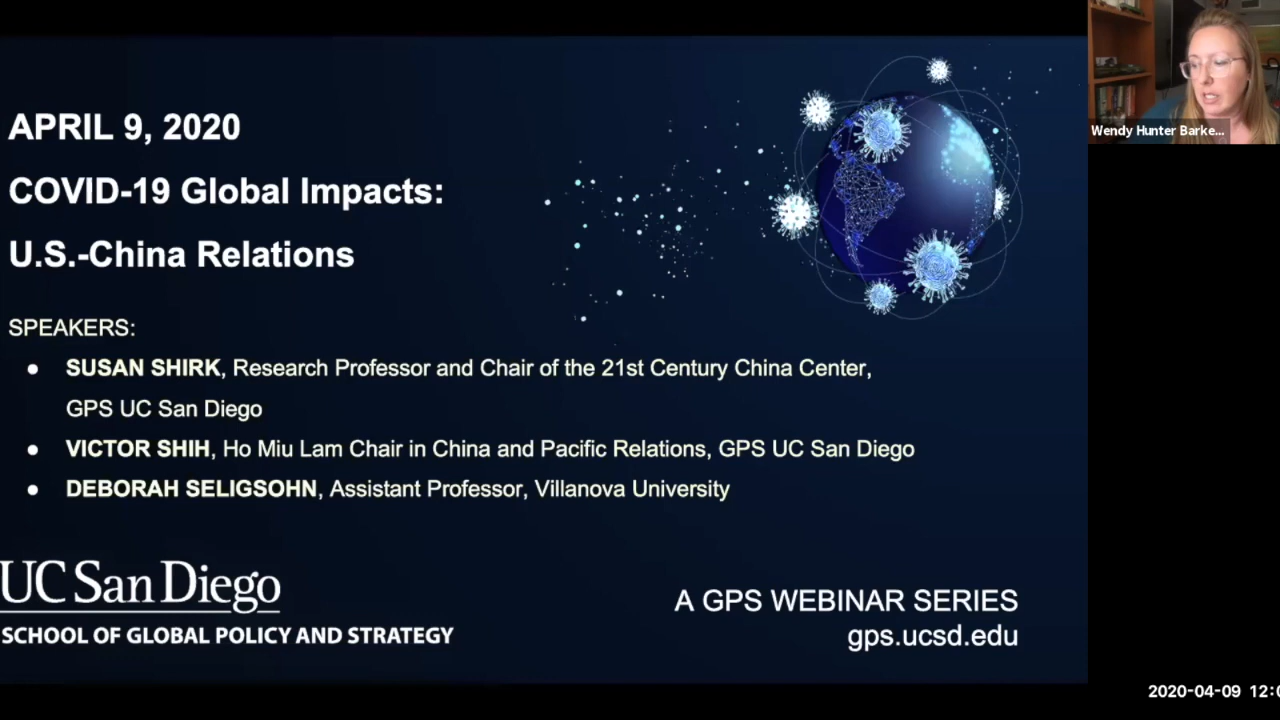 APRIL 9, 2020
COVID-19 Global Impacts:
U.S.-China Relations
SPEAKERS:
● SUSAN SHIRK, Research Professor and Chair of the 21st Century China Center,
GPS UC San Diego
● VICTOR SHIH, Ho Miu Lam Chair in China and Pacific Relations, GPS UC San Diego
● DEBORAH SELIGSOHN, Assistant Professor, Villanova University
UC San Diego
SCHOOL OF GLOBAL POLICY AND STRATEGY
A GPS WEBINAR SERIES
gps.ucsd.edu
Wendy Hunter Barke...
2020-04-09 12:0